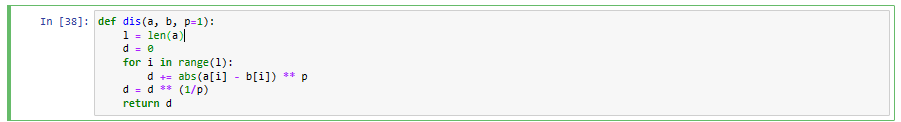 In [38]: def dis(a, b, p=1):
    l = len(a)
    d = 0
    for i in range(l):
        d += abs(a[i] - b[i]) ** p
    d = d ** (1/p)
    return d